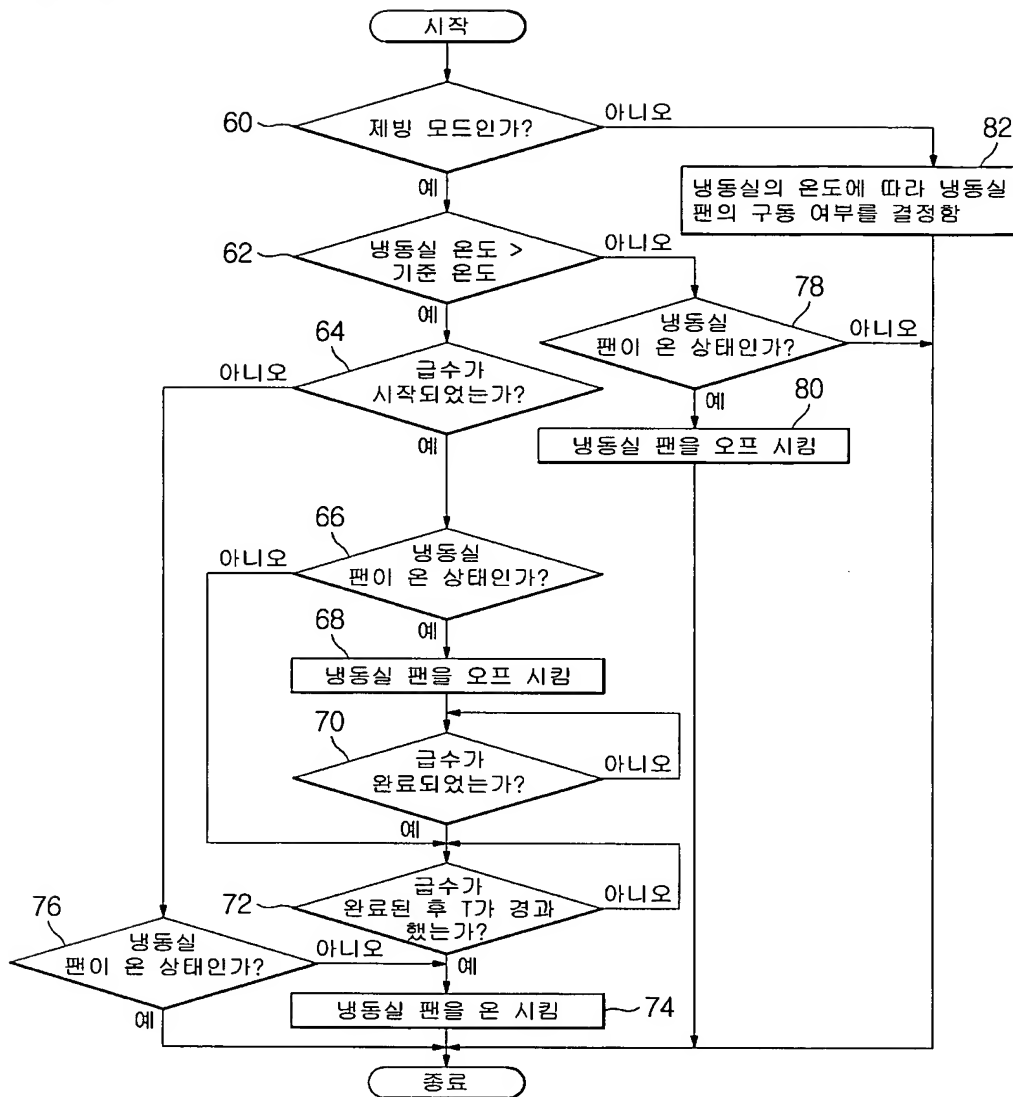 시작
60
제빙 모드인가?
아니오
예
82
냉동실의 온도에 따라 냉동실
팬의 구동 여부를 결정함
62
냉동실 온도 >
기준 온도
아니오
예
78
냉동실
팬이 온 상태인가?
아니오
예
64
급수가
시작되었는가?
아니오
예
80
냉동실 팬을 오프 시킴
66
냉동실
팬이 온 상태인가?
아니오
예
68
냉동실 팬을 오프 시킴
70
급수가
완료되었는가?
아니오
예
72
급수가
완료된 후 T가 경과
했는가?
아니오
예
76
냉동실
팬이 온 상태인가?
아니오
예
냉동실 팬을 온 시킴
74
종료